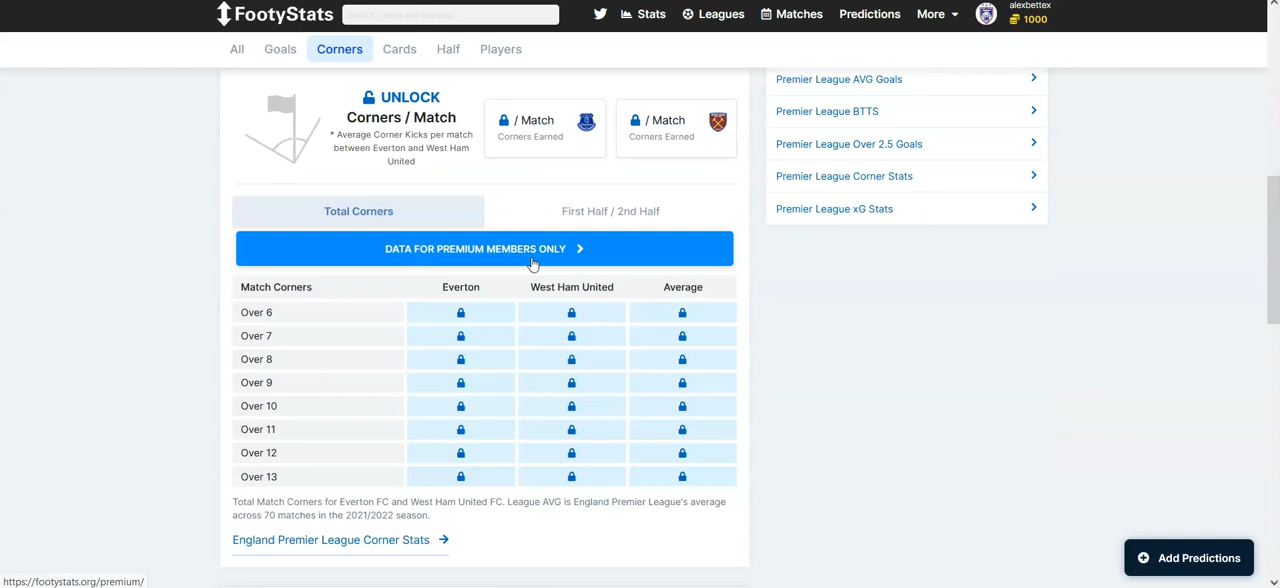 FootyStats
Stats
Leagues
Matches
Predictions
More
alexbettex
1000
All
Goals
Corners
Cards
Half
Players
UNLOCK
Corners / Match
* Average Corner Kicks per match
between Everton and West Ham
United
/ Match
Corners Earned
/ Match
Corners Earned
Premier League AVG Goals
Premier League BTTS
Premier League Over 2.5 Goals
Premier League Corner Stats
Premier League xG Stats
Total Corners
First Half / 2nd Half
DATA FOR PREMIUM MEMBERS ONLY
Match Corners Everton West Ham United Average
Over 6
Over 7
Over 8
Over 9
Over 10
Over 11
Over 12
Over 13
Total Match Corners for Everton FC and West Ham United FC. League AVG is England Premier League's average
across 70 matches in the 2021/2022 season.
England Premier League Corner Stats
Add Predictions
https://footystats.org/premium/